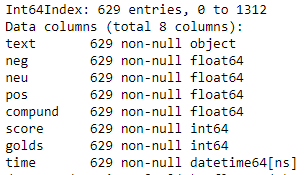 Int64Index: 629 entries, 0 to 1312
Data columns (total 8 columns):
text 629 non-null object
neg 629 non-null float64
neu 629 non-null float64
pos 629 non-null float64
compund 629 non-null float64
score 629 non-null int64
golds 629 non-null int64
time 629 non-null datetime64[ns]